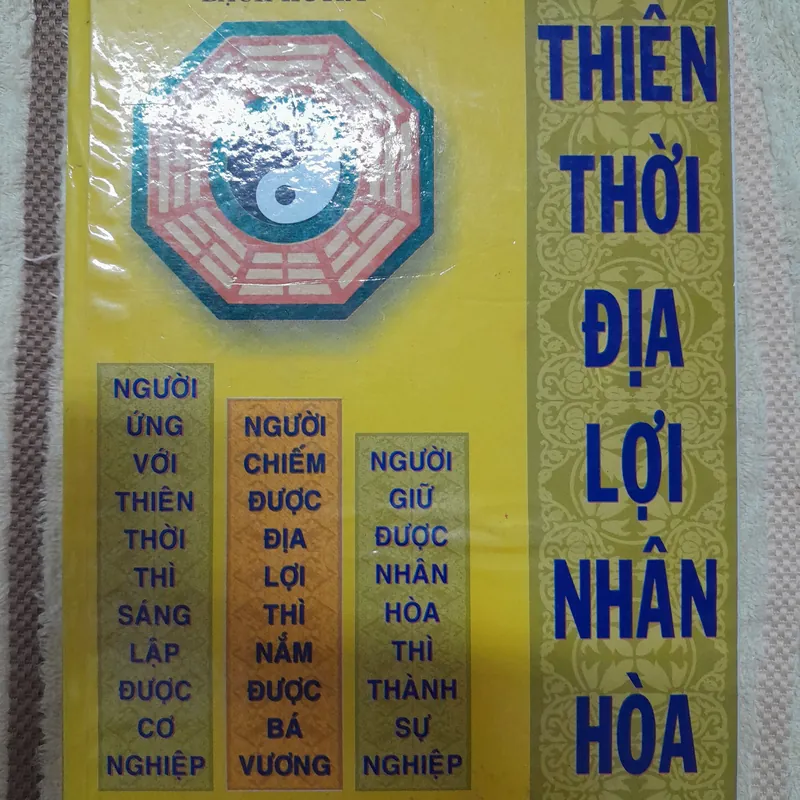 THIÊN
THỜI
ĐỊA
LỢI
NHÂN
HÒA
NGƯỜI
ỨNG
VỚI
THIÊN
THỜI
THÌ
SÁNG
LẬP
ĐƯỢC
CƠ
NGHIỆP
NGƯỜI
CHIẾM
ĐƯỢC
ĐỊA
LỢI
THÌ
NẮM
ĐƯỢC
BÁ
VƯƠNG
NGƯỜI
GIỮ
ĐƯỢC
NHÂN
HÒA
THÌ
THÀNH
SỰ
NGHIỆP